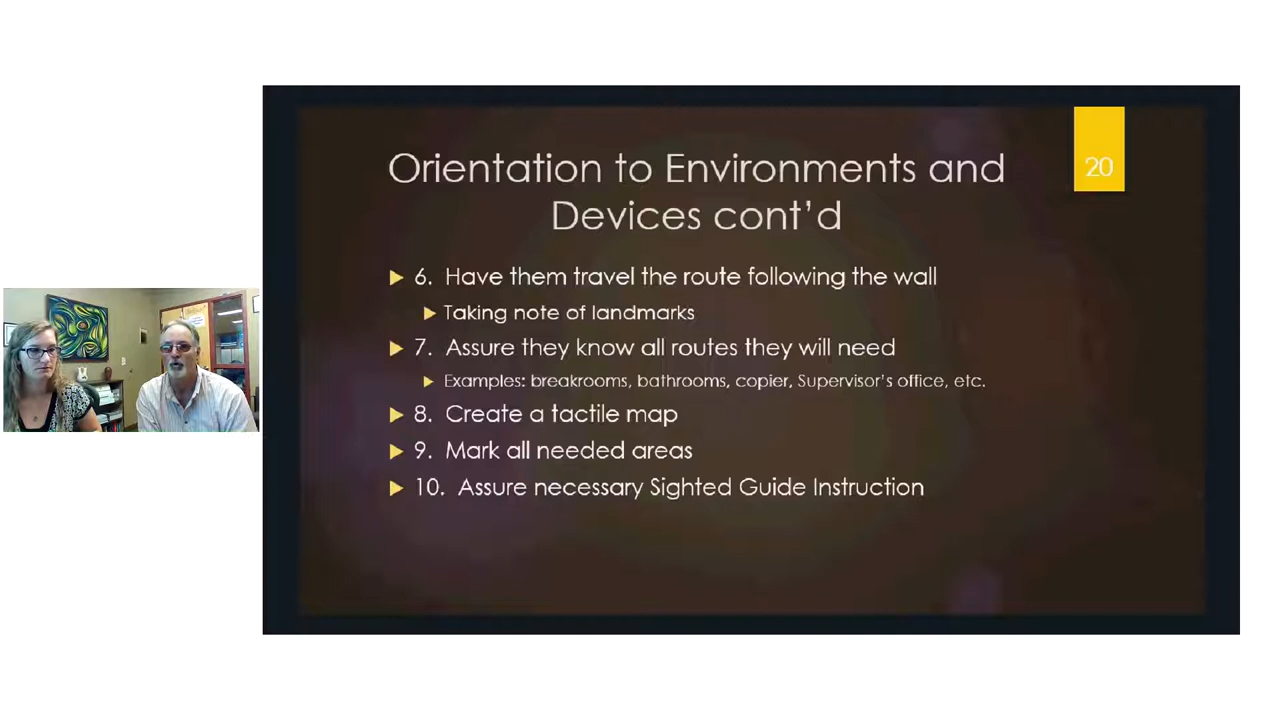 Orientation to Environments and
Devices cont'd
20
6. Have them travel the route following the wall
Taking note of landmarks
7. Assure they know all routes they will need
Examples: breakrooms, bathrooms, copier, Supervisor's office, etc.
8. Create a tactile map
9. Mark all needed areas
10. Assure necessary Sighted Guide Instruction